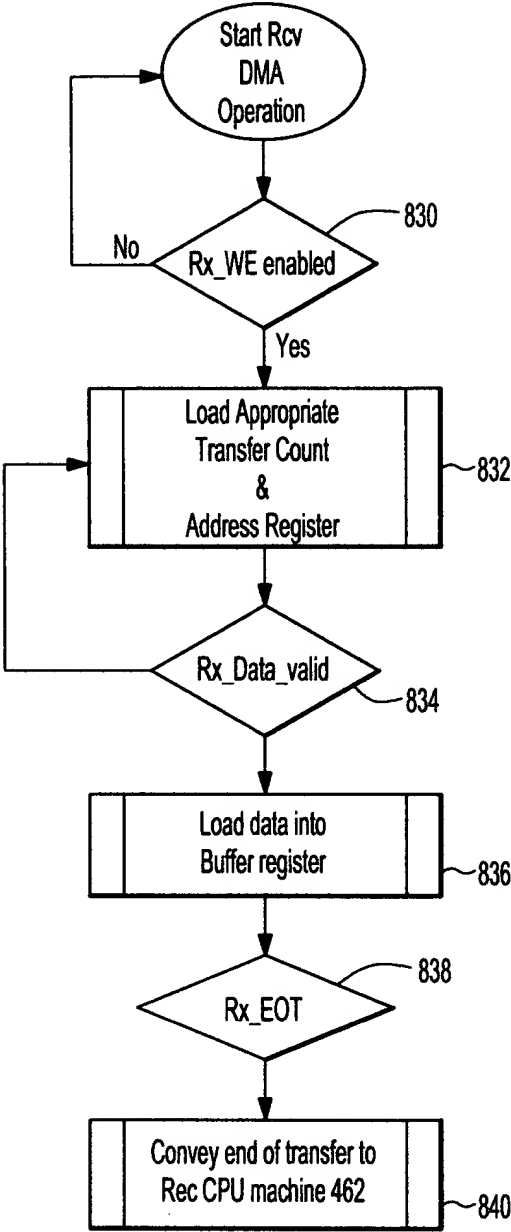 Start Rcv
DMA
Operation
830
No
Rx_WE enabled
Yes
Load Appropriate
Transfer Count
&
Address Register
832
Rx_Data_valid
834
Load data into
Buffer register
836
838
Rx_EOT
Convey end of transfer to
Rec CPU machine 462
840